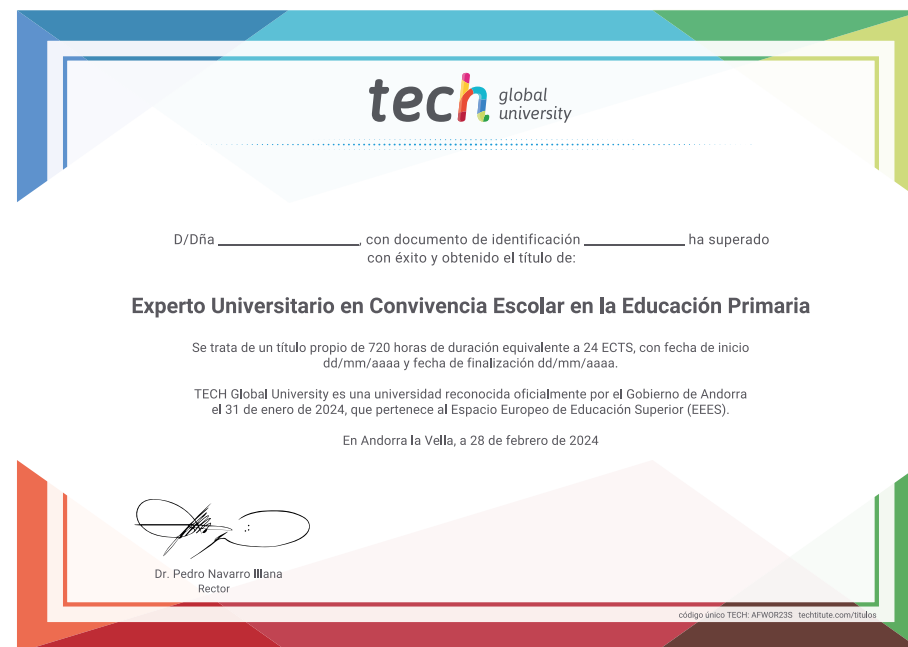 tech global university
D/Dña ____________________, con documento de identificación ______________ ha superado
con éxito y obtenido el título de:
Experto Universitario en Convivencia Escolar en la Educación Primaria
Se trata de un título propio de 720 horas de duración equivalente a 24 ECTS, con fecha de inicio
dd/mm/aaaa y fecha de finalización dd/mm/aaaa.
TECH Global University es una universidad reconocida oficialmente por el Gobierno de Andorra
el 31 de enero de 2024, que pertenece al Espacio Europeo de Educación Superior (EEES).
En Andorra la Vella, a 28 de febrero de 2024
Dr. Pedro Navarro Illana
Rector
código único TECH: AFWOR23S techtitute.com/titulos